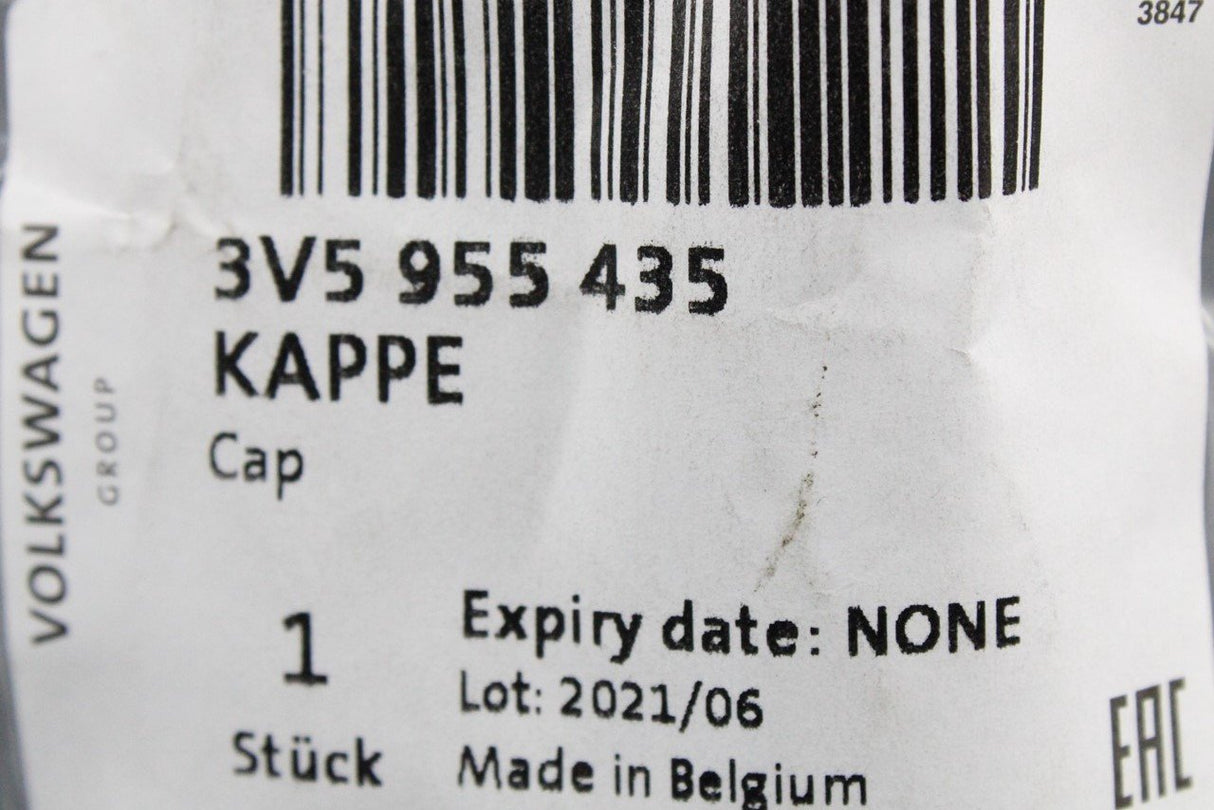 3847
3V5 955 435
KAPPE
Cap
VOLKSWAGEN
GROUP
1
Stück
Expiry date: NONE
Lot: 2021/06
Made in Belgium
EAC